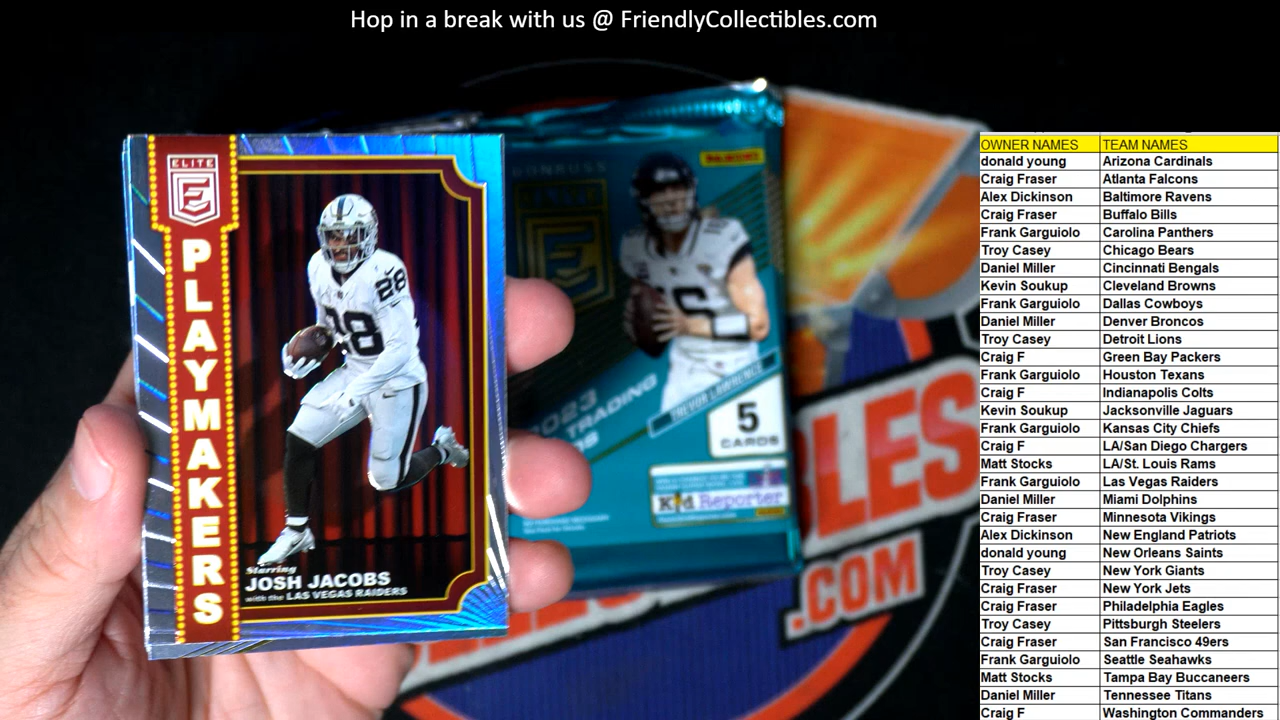 Hop in a break with us @ FriendlyCollectibles.com
ELITE
E
PLAYMAKERS
28
28
Starring
JOSH JACOBS
with the LAS VEGAS RAIDERS
DONRUSS
PANINI
E
16
TREVOR LAWRENCE
2023
TRADING
5
CARDS
Kid Reporter
BLES
.COM
OWNER NAMES TEAM NAMES
donald young Arizona Cardinals
Craig Fraser Atlanta Falcons
Alex Dickinson Baltimore Ravens
Craig Fraser Buffalo Bills
Frank Garguiolo Carolina Panthers
Troy Casey Chicago Bears
Daniel Miller Cincinnati Bengals
Kevin Soukup Cleveland Browns
Frank Garguiolo Dallas Cowboys
Daniel Miller Denver Broncos
Troy Casey Detroit Lions
Craig F Green Bay Packers
Frank Garguiolo Houston Texans
Craig F Indianapolis Colts
Kevin Soukup Jacksonville Jaguars
Frank Garguiolo Kansas City Chiefs
Craig F LA/San Diego Chargers
Matt Stocks LA/St. Louis Rams
Frank Garguiolo Las Vegas Raiders
Daniel Miller Miami Dolphins
Craig Fraser Minnesota Vikings
Alex Dickinson New England Patriots
donald young New Orleans Saints
Troy Casey New York Giants
Craig Fraser New York Jets
Craig Fraser Philadelphia Eagles
Troy Casey Pittsburgh Steelers
Craig Fraser San Francisco 49ers
Frank Garguiolo Seattle Seahawks
Matt Stocks Tampa Bay Buccaneers
Daniel Miller Tennessee Titans
Craig F Washington Commanders